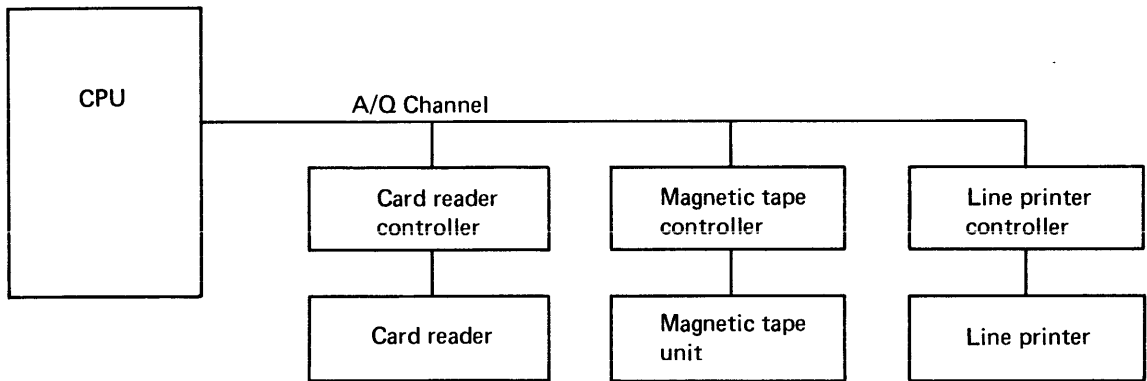 CPU
A/Q Channel
Card reader
controller
Magnetic tape
controller
Line printer
controller
Card reader
Magnetic tape
unit
Line printer